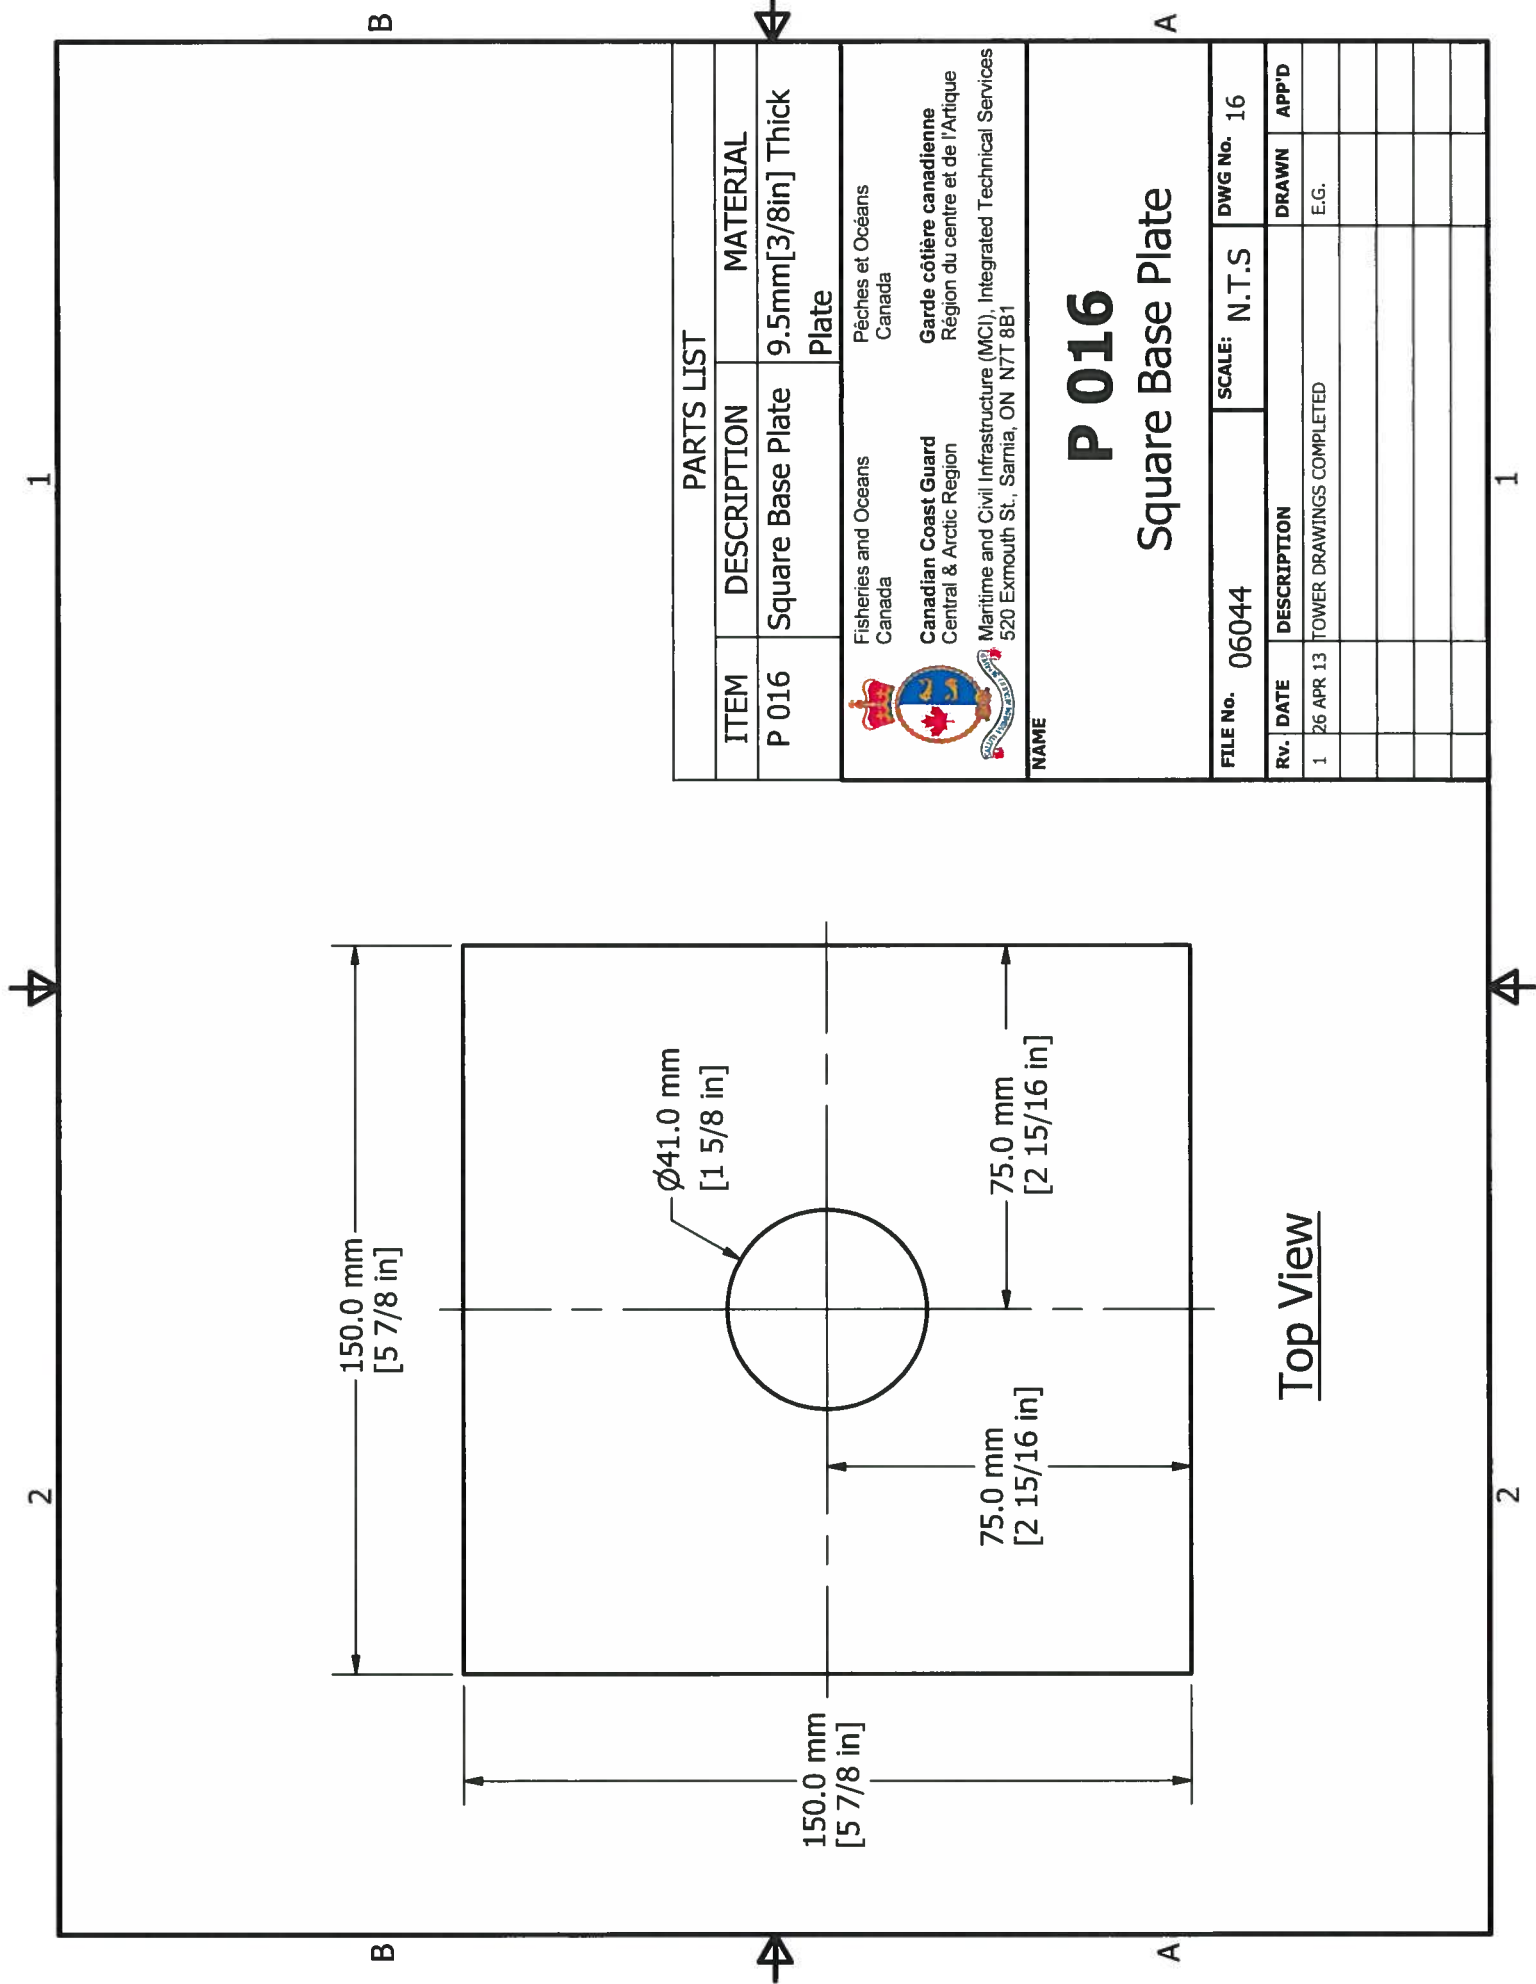 2
1
B
B
150.0 mm
[5 7/8 in]
Ø41.0 mm
[1 5/8 in]
150.0 mm
[5 7/8 in]
75.0 mm
[2 15/16 in]
75.0 mm
[2 15/16 in]
Top View
PARTS LIST
ITEM DESCRIPTION MATERIAL
P 016 Square Base Plate 9.5mm[3/8in] Thick
Plate
Fisheries and Oceans Pêches et Océans
Canada Canada
Canadian Coast Guard Garde côtière canadienne
Central & Arctic Region Région du centre et de l'Artique
Maritime and Civil Infrastructure (MCI), Integrated Technical Services
520 Exmouth St., Sarnia, ON N7T 8B1
NAME
P 016
Square Base Plate
FILE No. 06044 SCALE: N.T.S DWG No. 16
Rv. DATE DESCRIPTION DRAWN APP'D
1 26 APR 13 TOWER DRAWINGS COMPLETED E.G.
A
A
2
1